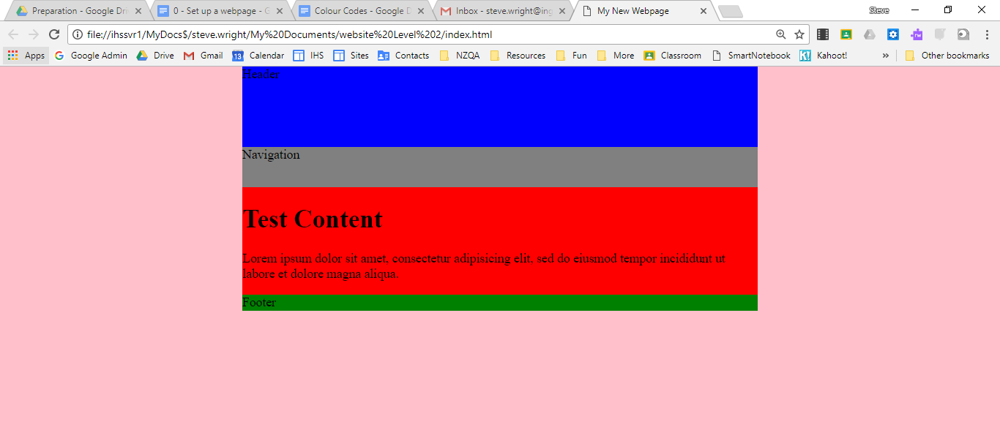 Preparation - Google Dri
0 - Set up a webpage - G
Colour Codes - Google D
Inbox - steve.wright@ing
My New Webpage
Steve
file://ihssvr1/MyDocs$/steve.wright/My%20Documents/website%20Level%202/index.html
Apps Google Admin Drive Gmail 13 Calendar IHS Sites Contacts NZQA Resources Fun More Classroom SmartNotebook K! Kahoot! » Other bookmarks
Header
Navigation
Test Content
Lorem ipsum dolor sit amet, consectetur adipisicing elit, sed do eiusmod tempor incididunt ut
labore et dolore magna aliqua.
Footer